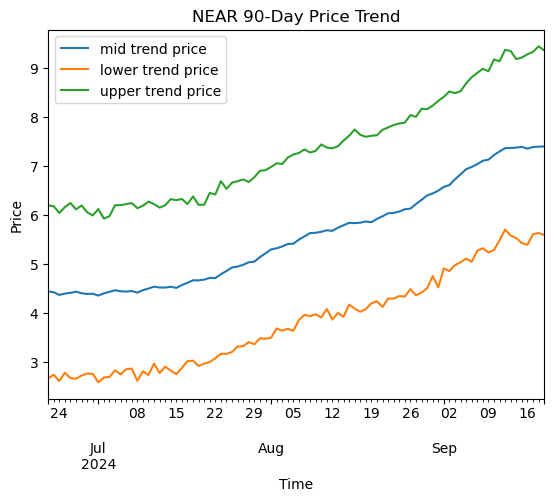 NEAR 90-Day Price Trend
mid trend price
lower trend price
upper trend price
9
8
7
6
5
4
3
Price
24 08 15 22 29 05 12 19 26 02 09 16
Jul Aug Sep
2024
Time